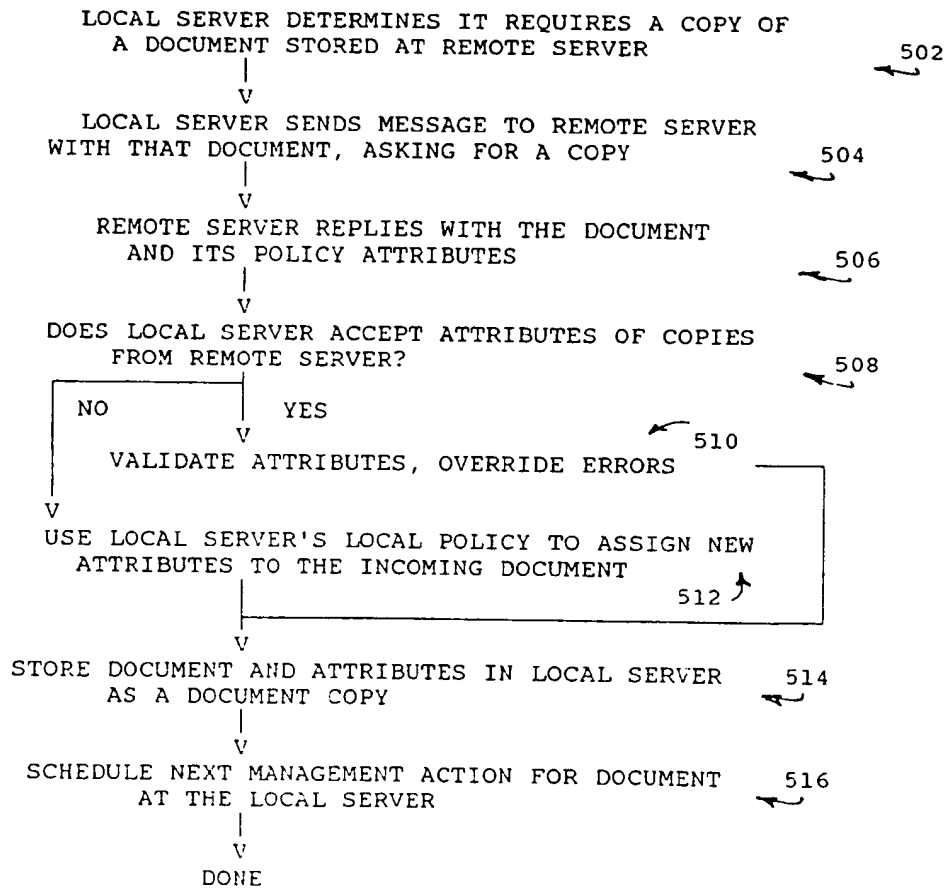 LOCAL SERVER DETERMINES IT REQUIRES A COPY OF
A DOCUMENT STORED AT REMOTE SERVER
502
LOCAL SERVER SENDS MESSAGE TO REMOTE SERVER
WITH THAT DOCUMENT, ASKING FOR A COPY
504
REMOTE SERVER REPLIES WITH THE DOCUMENT
AND ITS POLICY ATTRIBUTES
506
DOES LOCAL SERVER ACCEPT ATTRIBUTES OF COPIES
FROM REMOTE SERVER?
508
NO YES
510
VALIDATE ATTRIBUTES, OVERRIDE ERRORS
USE LOCAL SERVER'S LOCAL POLICY TO ASSIGN NEW
ATTRIBUTES TO THE INCOMING DOCUMENT
512
STORE DOCUMENT AND ATTRIBUTES IN LOCAL SERVER 514
AS A DOCUMENT COPY
SCHEDULE NEXT MANAGEMENT ACTION FOR DOCUMENT 516
AT THE LOCAL SERVER
DONE